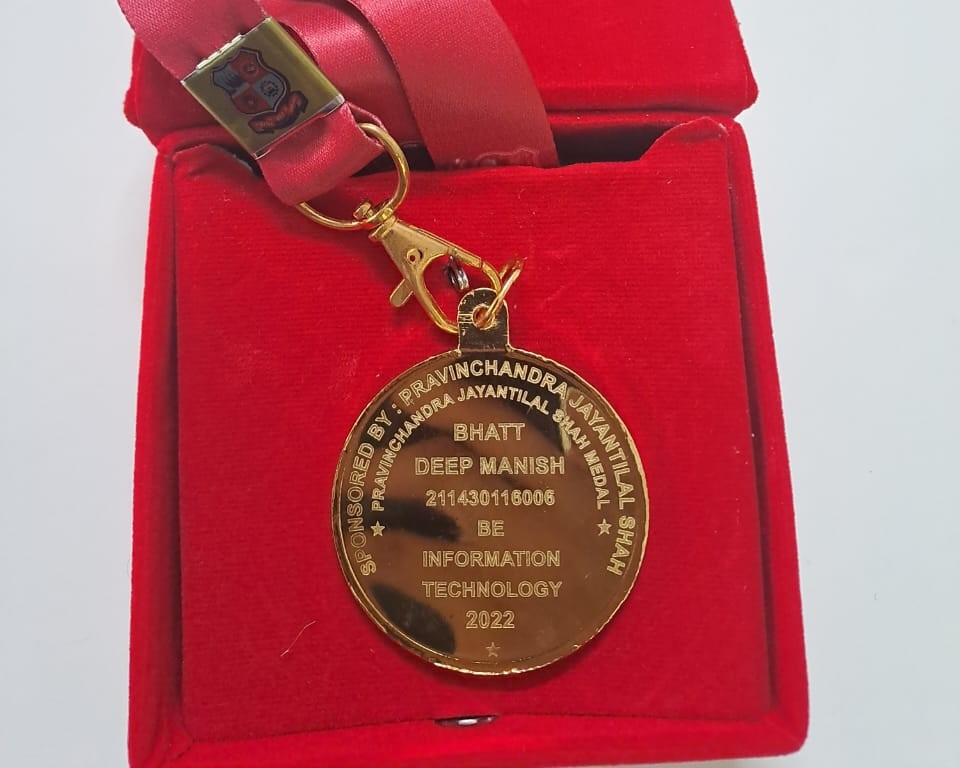 SPONSORED BY : PRAVINCHANDRA JAYANTILAL SHAH
PRAVINCHANDRA JAYANTILAL SHAH MEDAL
BHATT
DEEP MANISH
211430116006
BE
INFORMATION
TECHNOLOGY
2022